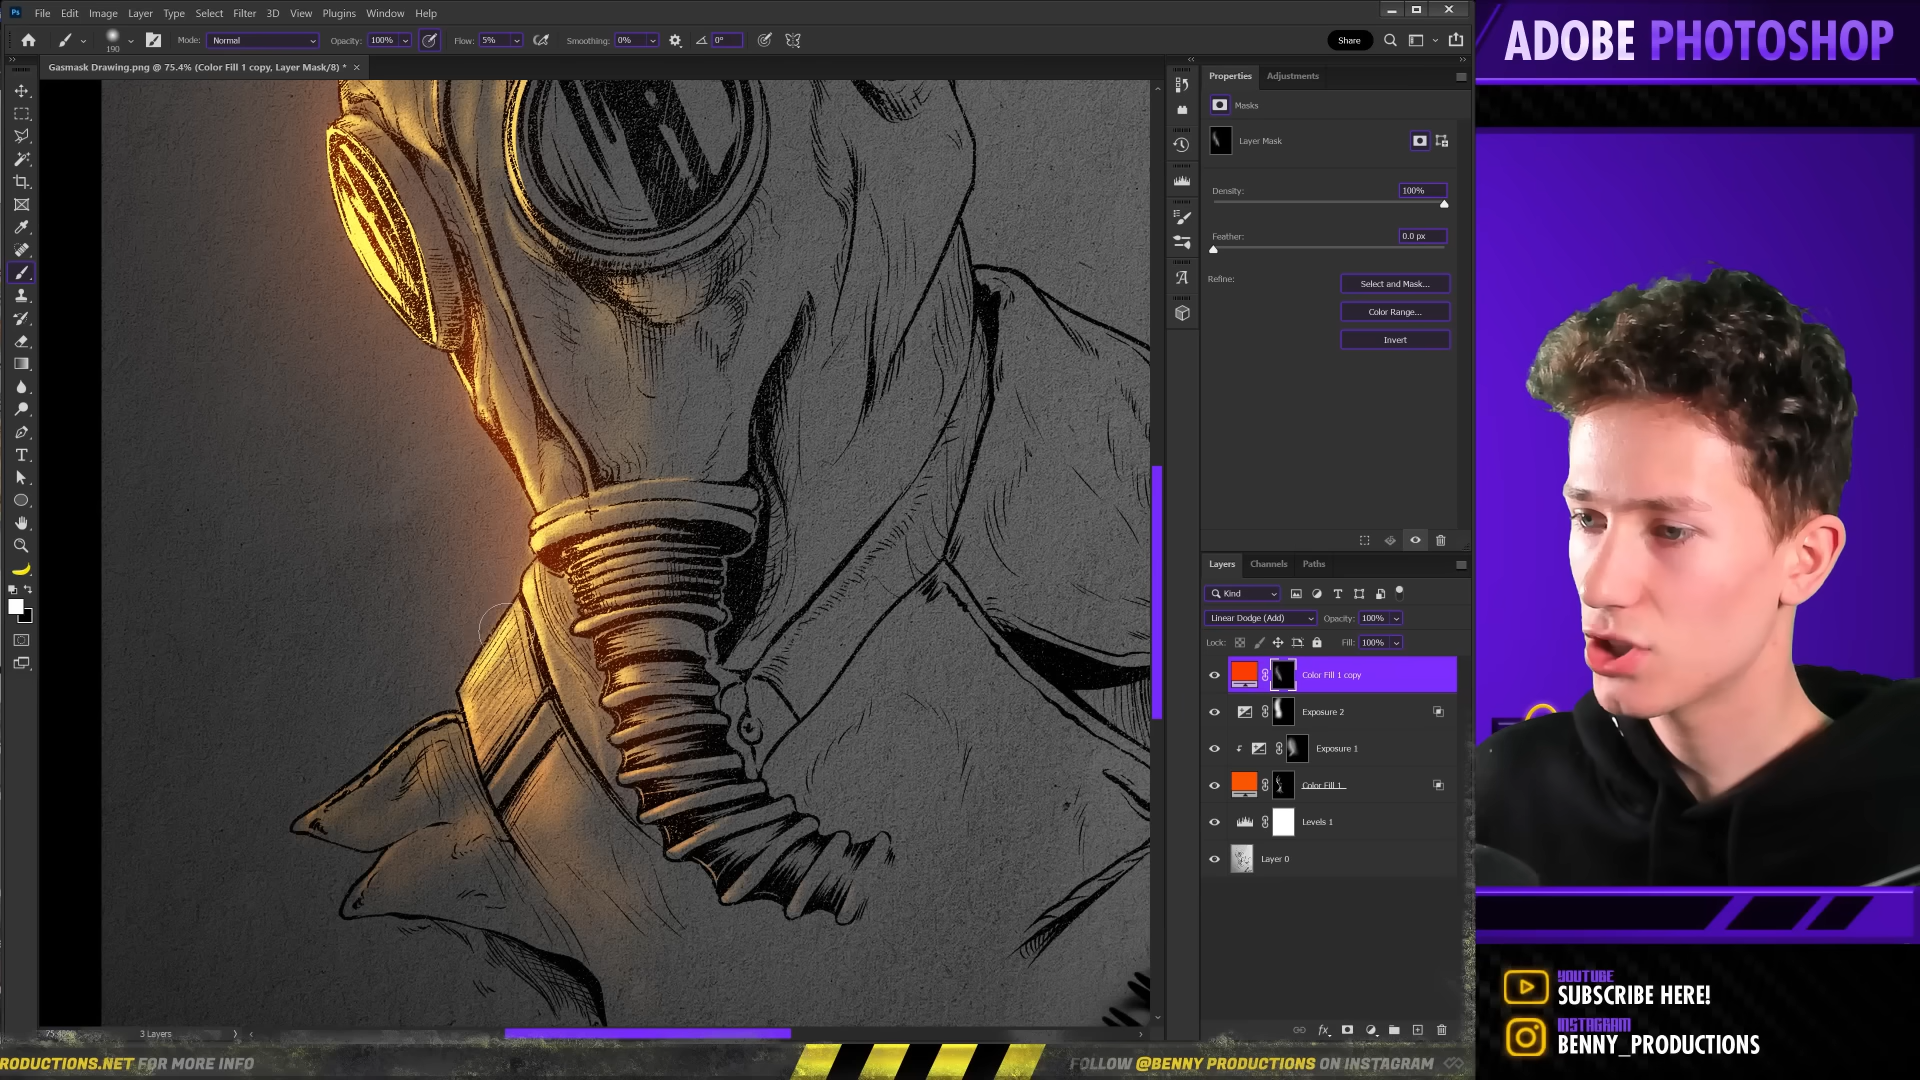 Ps File Edit Image Layer Type Select Filter 3D View Plugins Window Help
190 Mode: Normal Opacity: 100% Flow: 5% Smoothing: 0% 0° Share
Gasmask Drawing.png @ 75.4% (Color Fill 1 copy, Layer Mask/8) *
ADOBE PHOTOSHOP
Properties Adjustments
Masks
Layer Mask
Density: 100%
Feather: 0.0 px
Refine: Select and Mask...
Color Range...
Invert
Layers Channels Paths
Kind
Linear Dodge (Add) Opacity: 100%
Lock: Fill: 100%
Color Fill 1 copy
Exposure 2
Exposure 1
Color Fill 1
Levels 1
Layer 0
3 Layers
fx
YOUTUBE
SUBSCRIBE HERE!
INSTAGRAM
BENNY_PRODUCTIONS
RODUCTIONS.NET FOR MORE INFO
FOLLOW @BENNY PRODUCTIONS ON INSTAGRAM